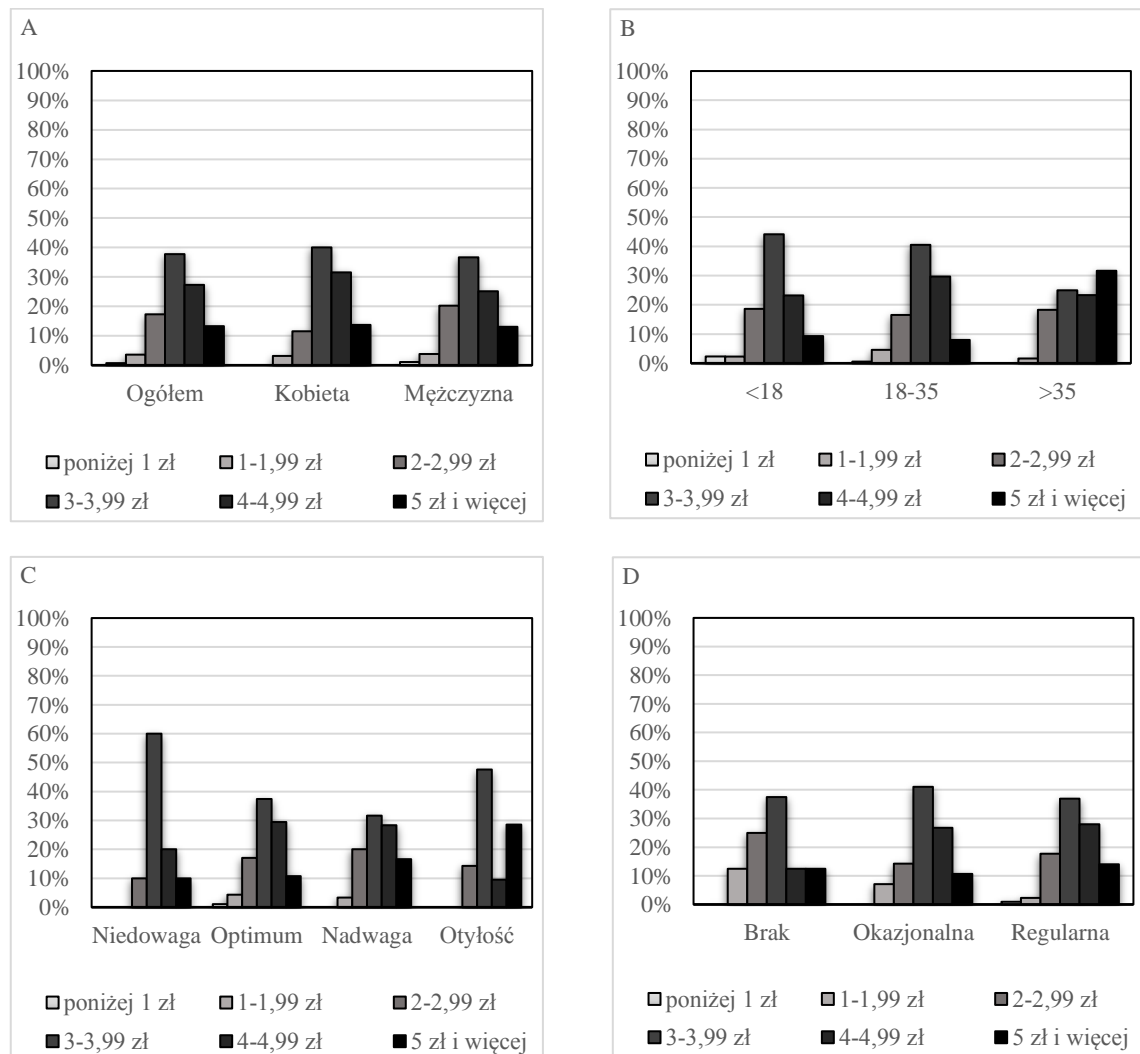 A
100%
90%
80%
70%
60%
50%
40%
30%
20%
10%
0%
Ogółem Kobieta Mężczyzna
poniżej 1 zł 1-1,99 zł 2-2,99 zł
3-3,99 zł 4-4,99 zł 5 zł i więcej
B
100%
90%
80%
70%
60%
50%
40%
30%
20%
10%
0%
<18 18-35 >35
poniżej 1 zł 1-1,99 zł 2-2,99 zł
3-3,99 zł 4-4,99 zł 5 zł i więcej
C
100%
90%
80%
70%
60%
50%
40%
30%
20%
10%
0%
Niedowaga Optimum Nadwaga Otyłość
poniżej 1 zł 1-1,99 zł 2-2,99 zł
3-3,99 zł 4-4,99 zł 5 zł i więcej
D
100%
90%
80%
70%
60%
50%
40%
30%
20%
10%
0%
Brak Okazjonalna Regularna
poniżej 1 zł 1-1,99 zł 2-2,99 zł
3-3,99 zł 4-4,99 zł 5 zł i więcej